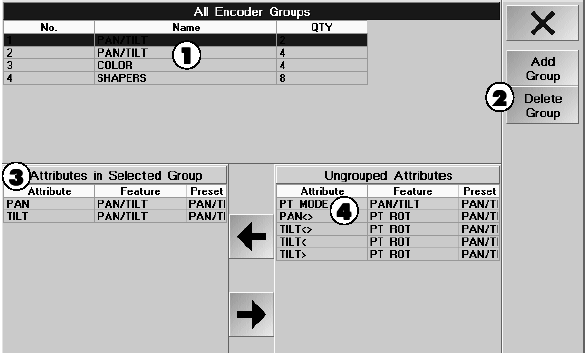 All Encoder Groups
No. Name QTY
1 PAN/TILT 2
2 PAN/TILT 4
3 COLOR 4
4 SHAPERS 8
1
Add
Group
2
Delete
Group
3 Attributes in Selected Group
Attribute Feature Preset
PAN PAN/TILT PAN/TI
TILT PAN/TILT PAN/TI
Ungrouped Attributes
Attribute Feature Preset
PT MODE PAN/TILT PAN/TI
4
PAN<> PT ROT PAN/TI
TILT<> PT ROT PAN/TI
TILT< PT ROT PAN/TI
TILT> PT ROT PAN/TI